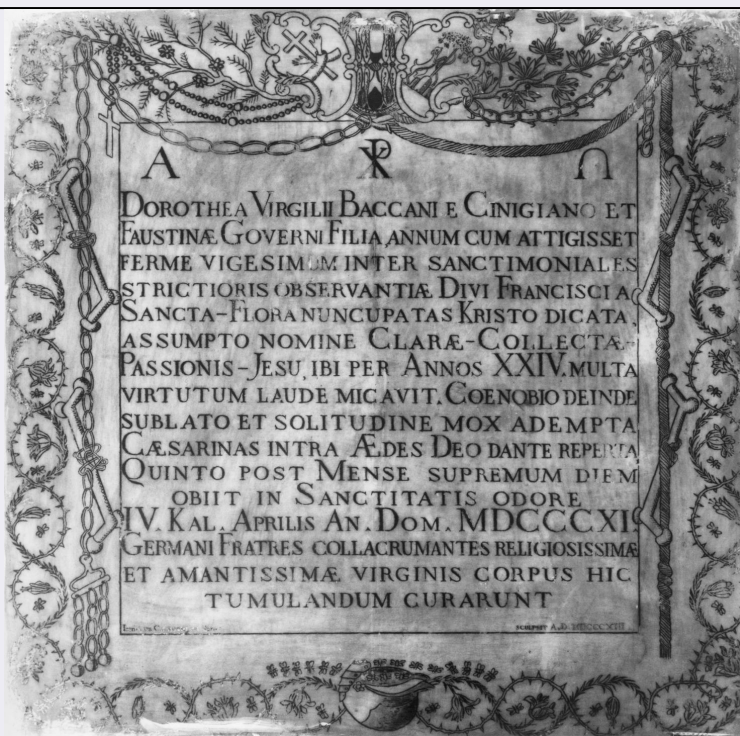 Α ☧ Ω
DOROTHEA VIRGILII BACCANI E CINIGIANO ET
FAUSTINÆ GOVERNI FILIA, ANNUM CUM ATTIGISSET
FERME VIGESIMUM INTER SANCTIMONIALES
STRICTIORIS OBSERVANTIÆ DIVI FRANCISCI A
SANCTA-FLORA NUNCUPATAS KRISTO DICATA,
ASSUMPTO NOMINE CLARÆ-COLLECTÆ-
PASSIONIS-JESU, IBI PER ANNOS XXIV. MULTA
VIRTUTUM LAUDE MICAVIT. COENOBIO DEINDE
SUBLATO ET SOLITUDINE MOX ADEMPTA
CÆSARINAS INTRA ÆDES DEO DANTE REPERTA
QUINTO POST MENSE SUPREMUM DIEM
OBIIT IN SANCTITATIS ODORE
IV. KAL. APRILIS AN. DOM. MDCCCXI
GERMANI FRATRES COLLACRUMANTES RELIGIOSISSIMÆ
ET AMANTISSIMÆ VIRGINIS CORPUS HIC
TUMULANDUM CURARUNT
SCULPSIT A.D. MDCCCXIII